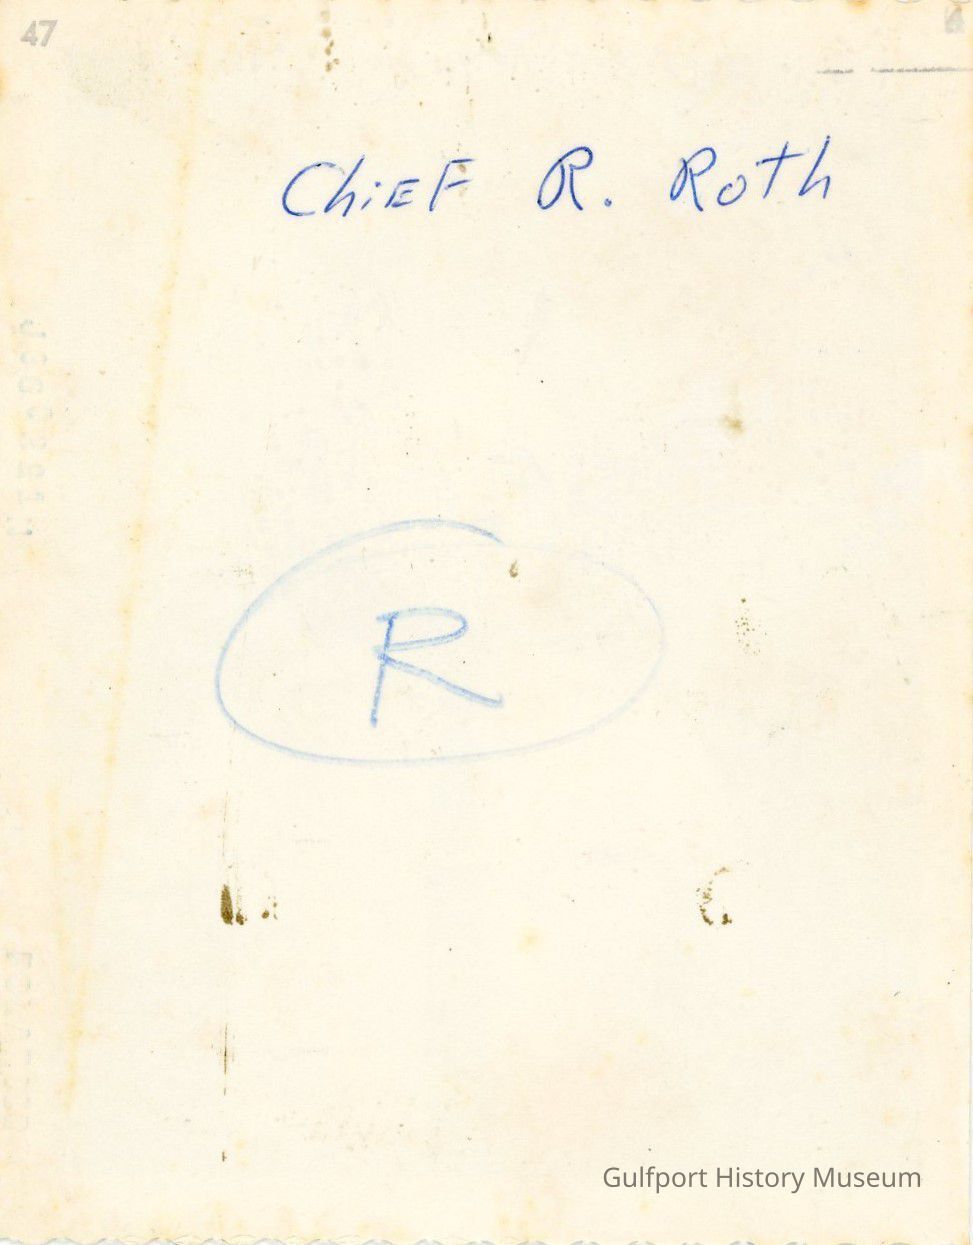 47
Chief R. Roth
R
Gulfport History Museum